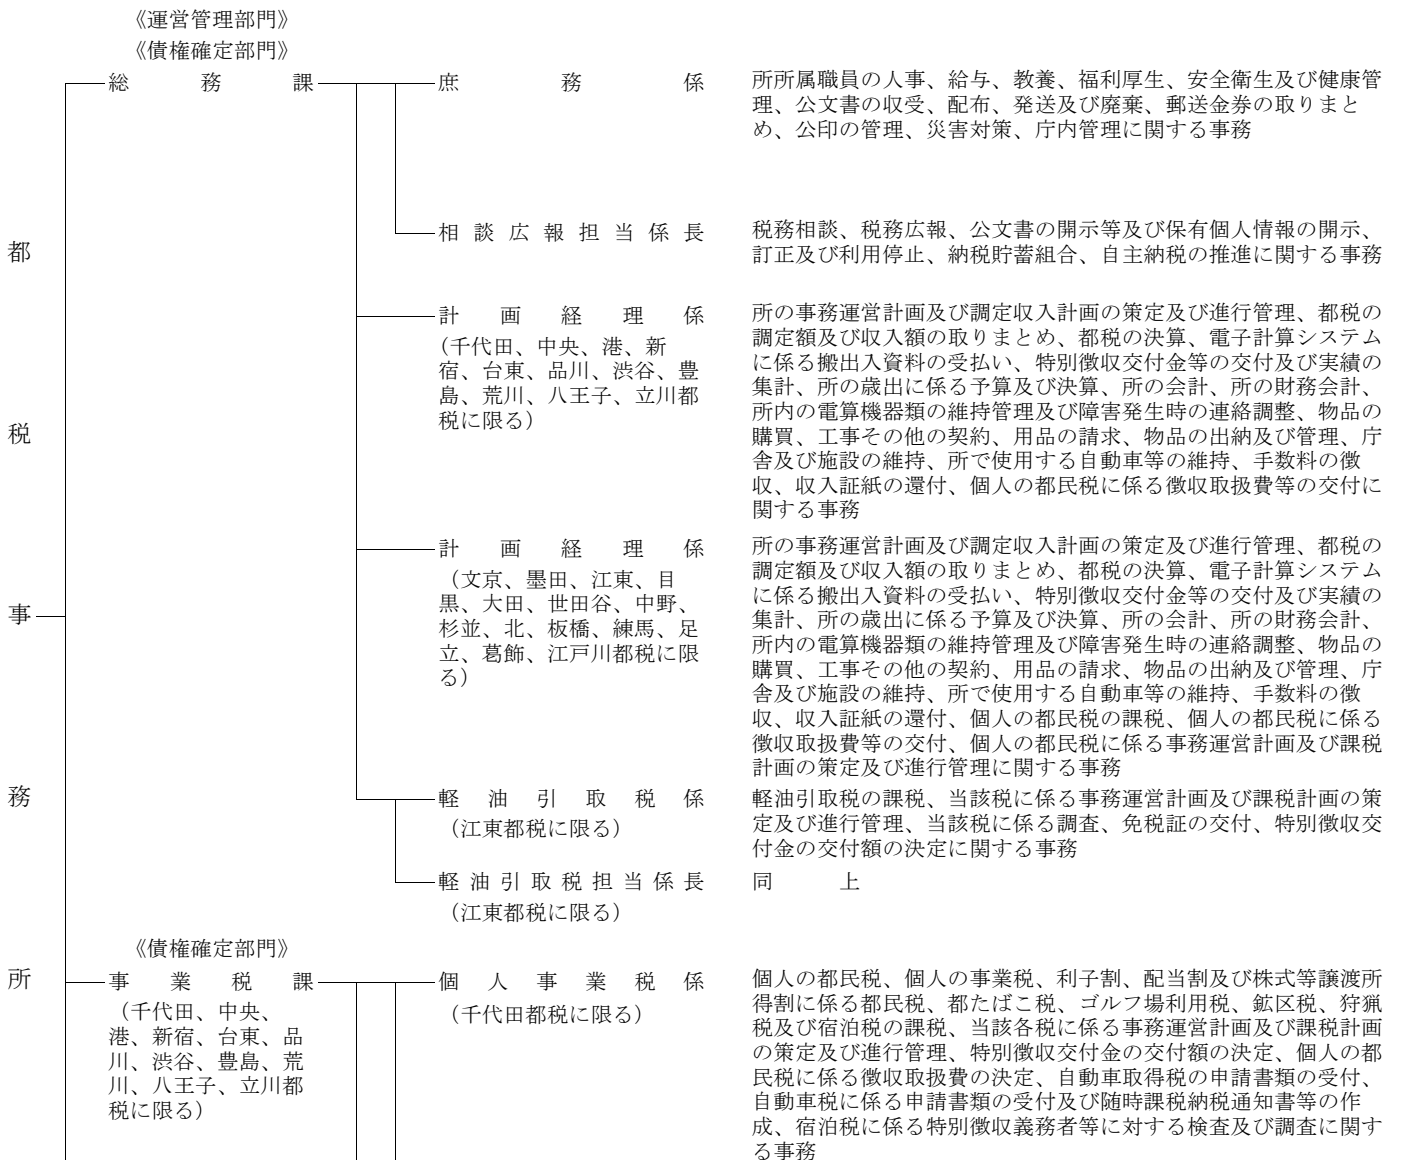 《運営管理部門》
《債権確定部門》
総務課
庶務係
所所属職員の人事、給与、教養、福利厚生、安全衛生及び健康管
理、公文書の収受、配布、発送及び廃棄、郵送金券の取りまと
め、公印の管理、災害対策、庁内管理に関する事務
相談広報担当係長
税務相談、税務広報、公文書の開示等及び保有個人情報の開示、
訂正及び利用停止、納税貯蓄組合、自主納税の推進に関する事務
計画経理係
(千代田、中央、港、新
宿、台東、品川、渋谷、豊
島、荒川、八王子、立川都
税に限る)
所の事務運営計画及び調定収入計画の策定及び進行管理、都税の
調定額及び収入額の取りまとめ、都税の決算、電子計算システム
に係る搬出入資料の受払い、特別徴収交付金等の交付及び実績の
集計、所の歳出に係る予算及び決算、所の会計、所の財務会計、
所内の電算機器類の維持管理及び障害発生時の連絡調整、物品の
購買、工事その他の契約、用品の請求、物品の出納及び管理、庁
舎及び施設の維持、所で使用する自動車等の維持、手数料の徴
収、収入証紙の還付、個人の都民税に係る徴収取扱費等の交付に
関する事務
計画経理係
(文京、墨田、江東、目
黒、大田、世田谷、中野、
杉並、北、板橋、練馬、足
立、葛飾、江戸川都税に限
る)
所の事務運営計画及び調定収入計画の策定及び進行管理、都税の
調定額及び収入額の取りまとめ、都税の決算、電子計算システム
に係る搬出入資料の受払い、特別徴収交付金等の交付及び実績の
集計、所の歳出に係る予算及び決算、所の会計、所の財務会計、
所内の電算機器類の維持管理及び障害発生時の連絡調整、物品の
購買、工事その他の契約、用品の請求、物品の出納及び管理、庁
舎及び施設の維持、所で使用する自動車等の維持、手数料の徴
収、収入証紙の還付、個人の都民税の課税、個人の都民税に係る
徴収取扱費等の交付、個人の都民税に係る事務運営計画及び課税
計画の策定及び進行管理に関する事務
軽油引取税係
(江東都税に限る)
軽油引取税の課税、当該税に係る事務運営計画及び課税計画の策
定及び進行管理、当該税に係る調査、免税証の交付、特別徴収交
付金の交付額の決定に関する事務
軽油引取税担当係長
(江東都税に限る)
同上
都税事務所
《債権確定部門》
事業税課
(千代田、中央、
港、新宿、台東、品
川、渋谷、豊島、荒
川、八王子、立川都
税に限る)
個人事業税係
(千代田都税に限る)
個人の都民税、個人の事業税、利子割、配当割及び株式等譲渡所
得割に係る都民税、都たばこ税、ゴルフ場利用税、鉱区税、狩猟
税及び宿泊税の課税、当該各税に係る事務運営計画及び課税計画
の策定及び進行管理、特別徴収交付金の交付額の決定、個人の都
民税に係る徴収取扱費の決定、自動車取得税の申請書類の受付、
自動車税に係る申請書類の受付及び随時課税納税通知書等の作
成、宿泊税に係る特別徴収義務者等に対する検査及び調査に関す
る事務